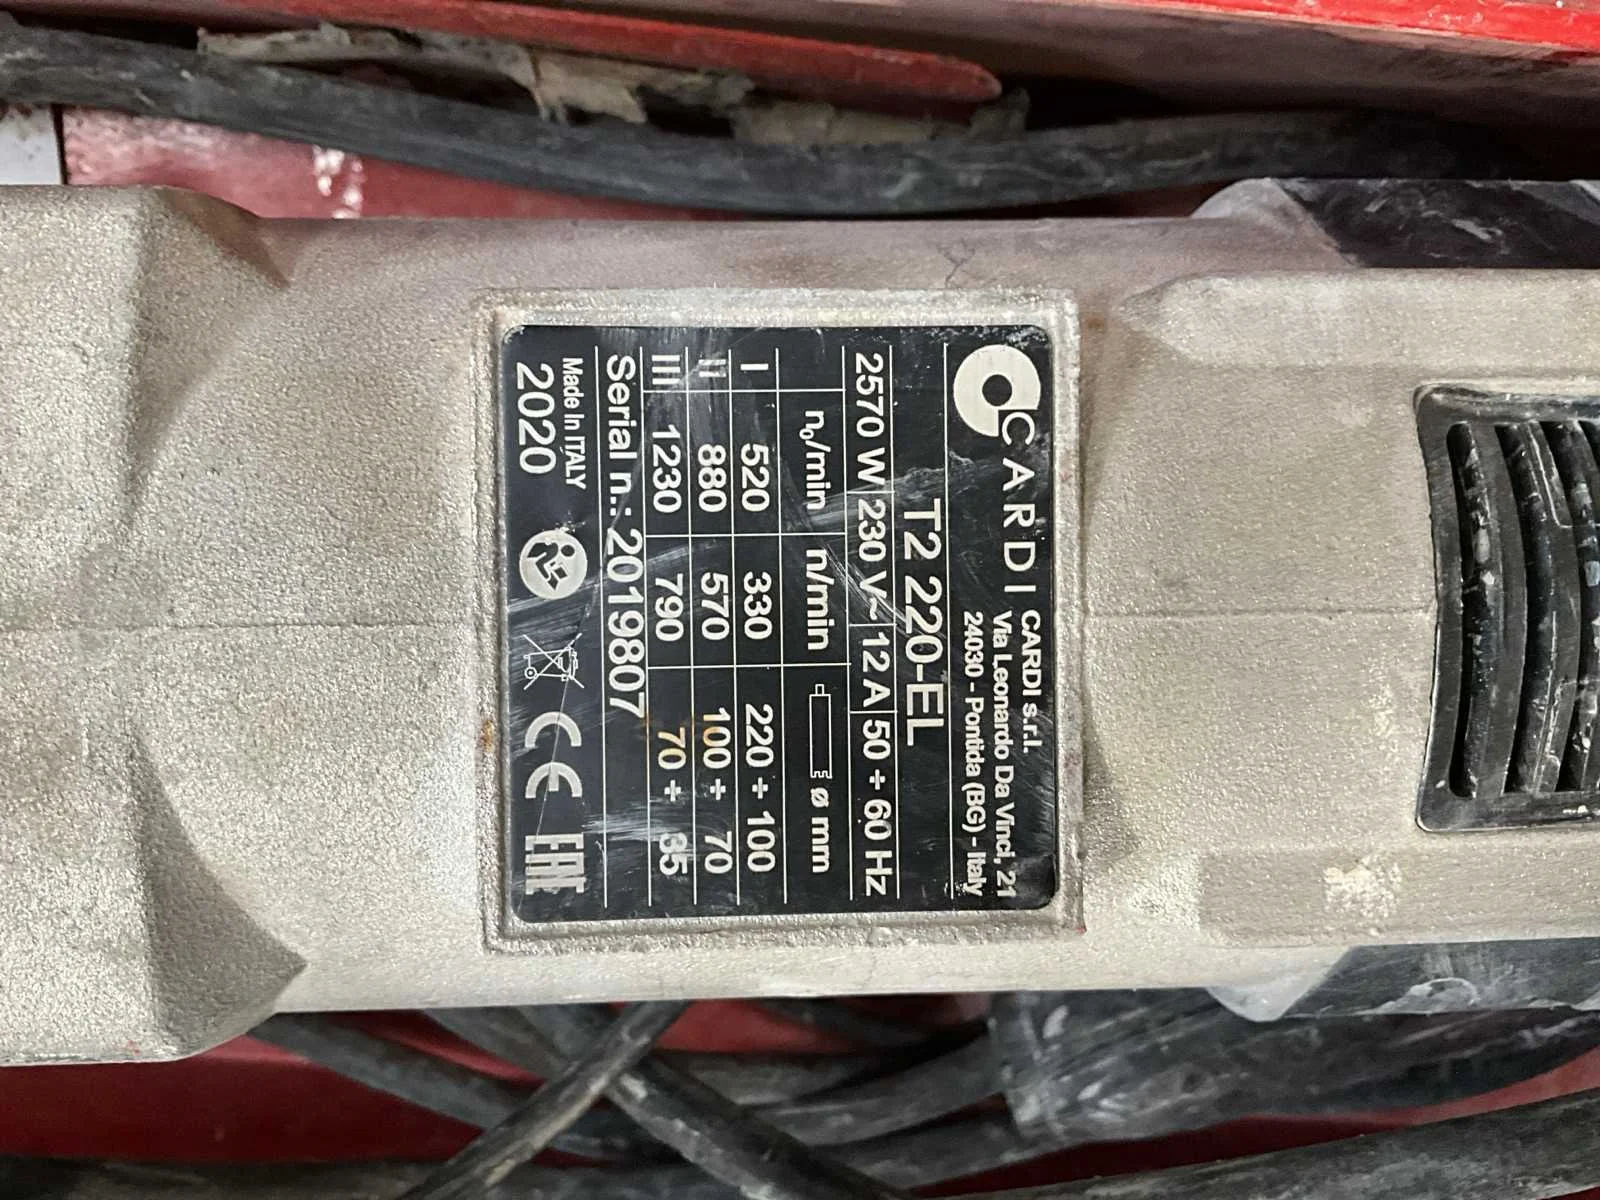 CARDI
CARDI s.r.l.
Via Leonardo Da Vinci, 21
24030 - Pontida (BG) - Italy
T2 220-EL
2570 W 230 V~ 12 A 50 ÷ 60 Hz
n₀/min n/min ø mm
I 520 330 220 ÷ 100
II 880 570 100 ÷ 70
III 1230 790 70 ÷ 35
Serial n.: 2019807
Made In ITALY
2020
CE EAC